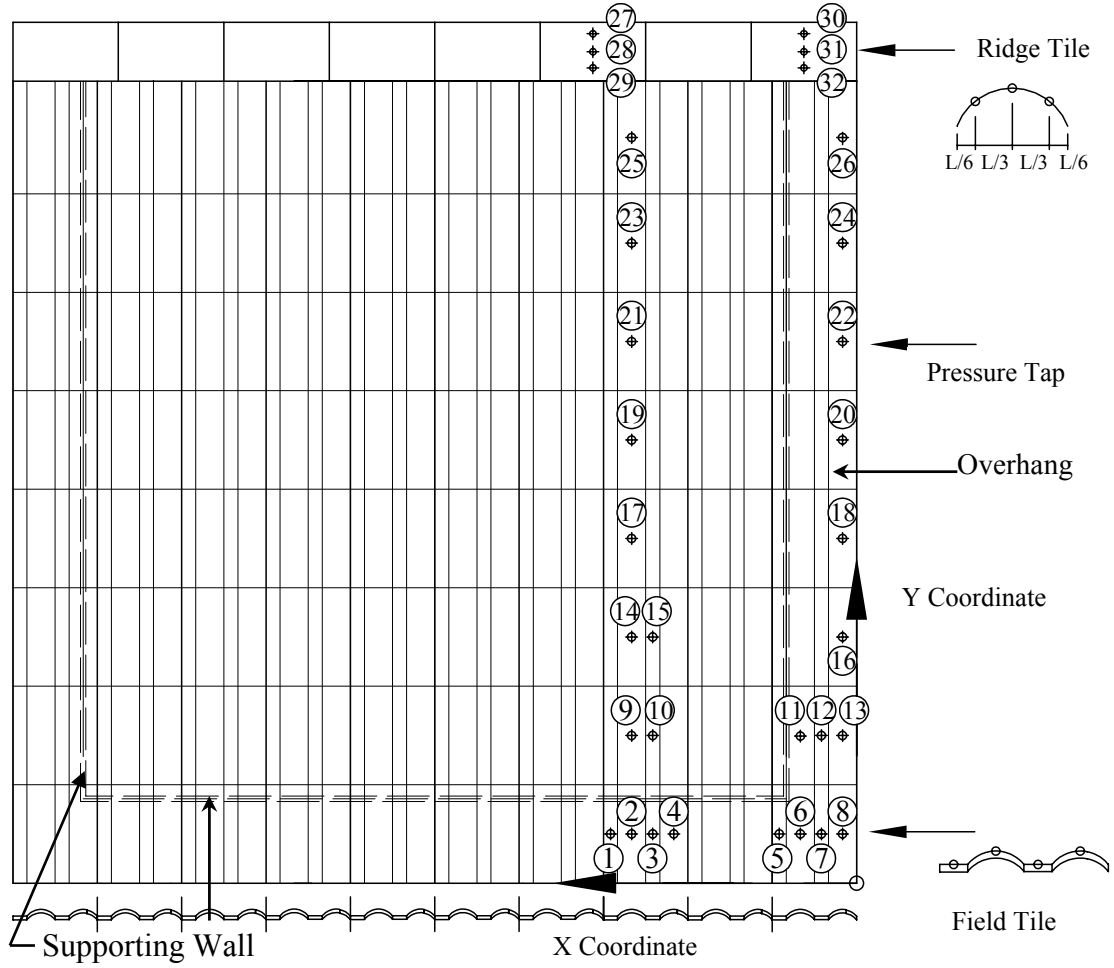 27 30
28 31 Ridge Tile
29 32
25 26 L/6 L/3 L/3 L/6
23 24
21 22
Pressure Tap
19 20
Overhang
17 18
Y Coordinate
14 15
16
9 10 11 12 13
2 4 6 8
1 3 5 7
Field Tile
Supporting Wall X Coordinate